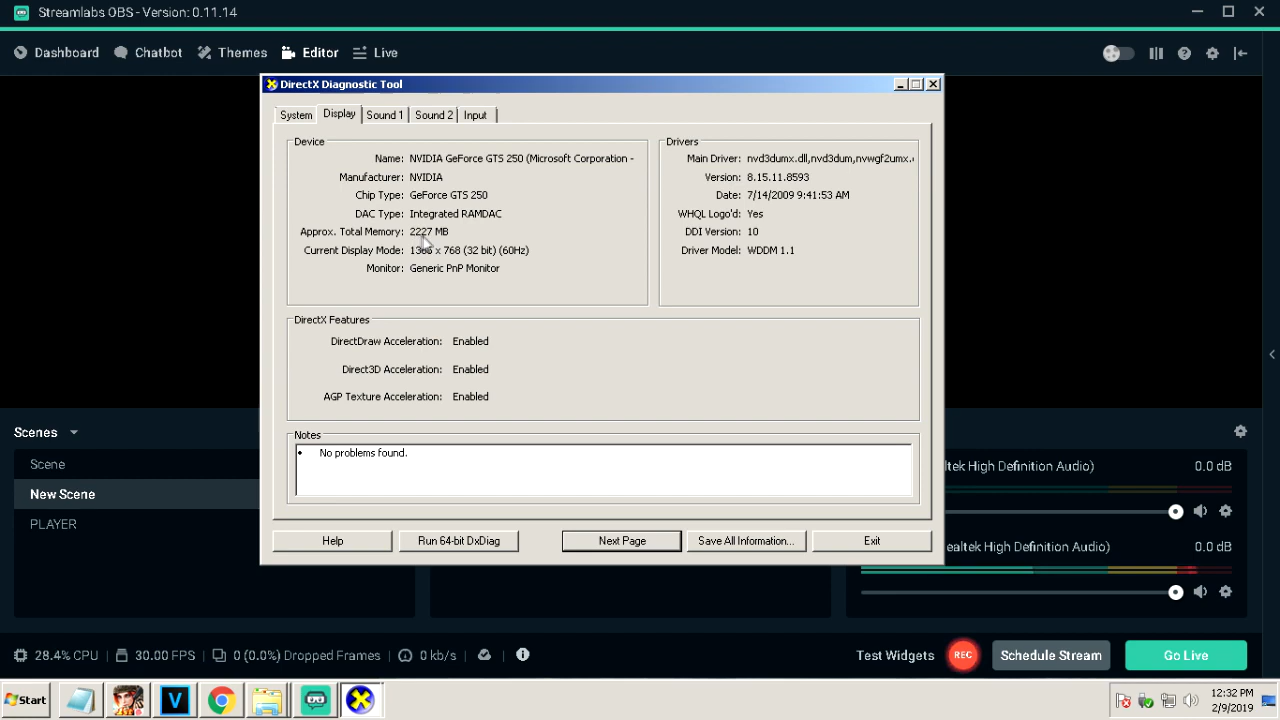 Streamlabs OBS - Version: 0.11.14
Dashboard
Chatbot
Themes
Editor
Live
DirectX Diagnostic Tool
System
Display
Sound 1
Sound 2
Input
Device
Name: NVIDIA GeForce GTS 250 (Microsoft Corporation -
Manufacturer: NVIDIA
Chip Type: GeForce GTS 250
DAC Type: Integrated RAMDAC
Approx. Total Memory: 2227 MB
Current Display Mode: 1366 x 768 (32 bit) (60Hz)
Monitor: Generic PnP Monitor
Drivers
Main Driver: nvd3dumx.dll,nvd3dum,nvwgf2umx.
Version: 8.15.11.8593
Date: 7/14/2009 9:41:53 AM
WHQL Logo'd: Yes
DDI Version: 10
Driver Model: WDDM 1.1
DirectX Features
DirectDraw Acceleration: Enabled
Direct3D Acceleration: Enabled
AGP Texture Acceleration: Enabled
Notes
No problems found.
Help
Run 64-bit DxDiag
Next Page
Save All Information...
Exit
Scenes
Scene
New Scene
PLAYER
ltek High Definition Audio)
0.0 dB
ealtek High Definition Audio)
0.0 dB
28.4% CPU
30.00 FPS
0 (0.0%) Dropped Frames
0 kb/s
Test Widgets
REC
Schedule Stream
Go Live
Start
V
12:32 PM
2/9/2019